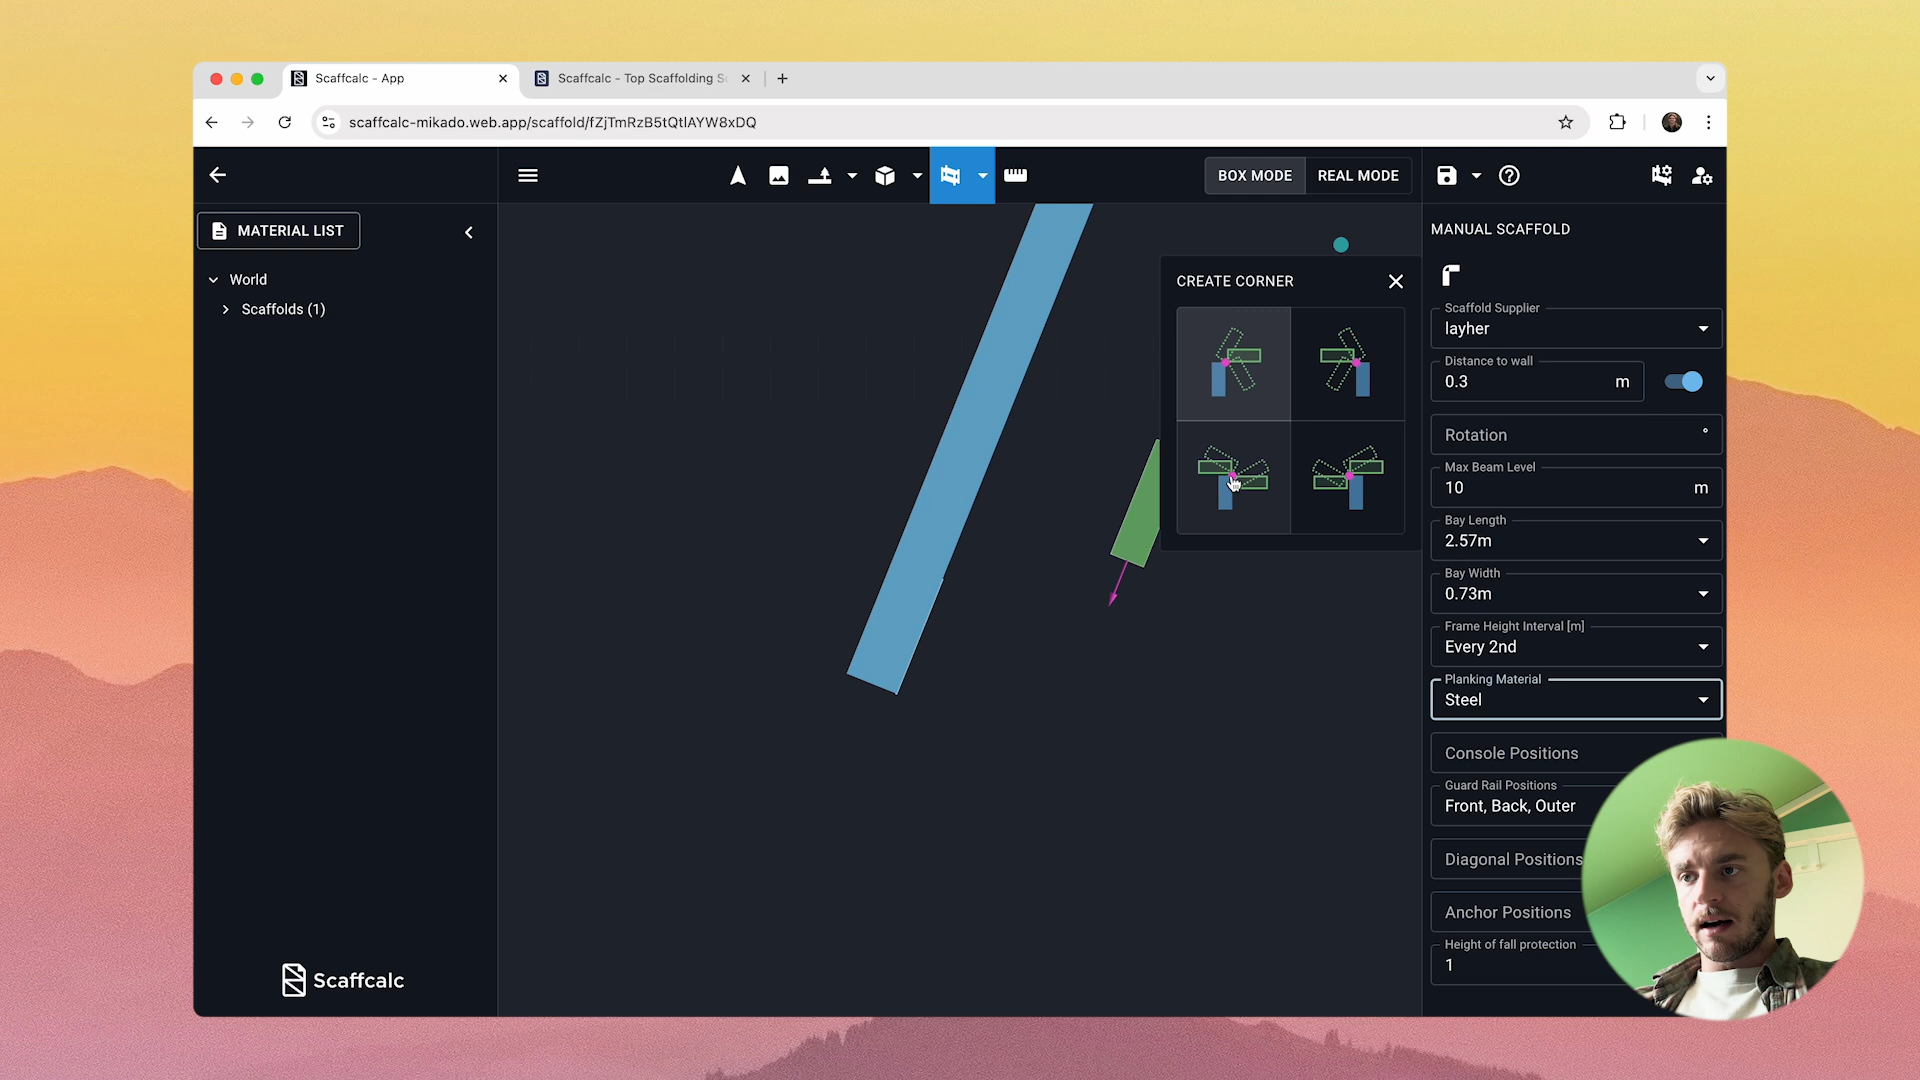 Scaffcalc - App
Scaffcalc - Top Scaffolding S
scaffcalc-mikado.web.app/scaffold/fZjTmRzB5tQtlAYW8xDQ
BOX MODE
REAL MODE
MATERIAL LIST
World
Scaffolds (1)
Scaffcalc
CREATE CORNER
MANUAL SCAFFOLD
Scaffold Supplier
layher
Distance to wall
0.3 m
Rotation °
Max Beam Level
10 m
Bay Length
2.57m
Bay Width
0.73m
Frame Height Interval [m]
Every 2nd
Planking Material
Steel
Console Positions
Guard Rail Positions
Front, Back, Outer
Diagonal Positions
Anchor Positions
Height of fall protection
1